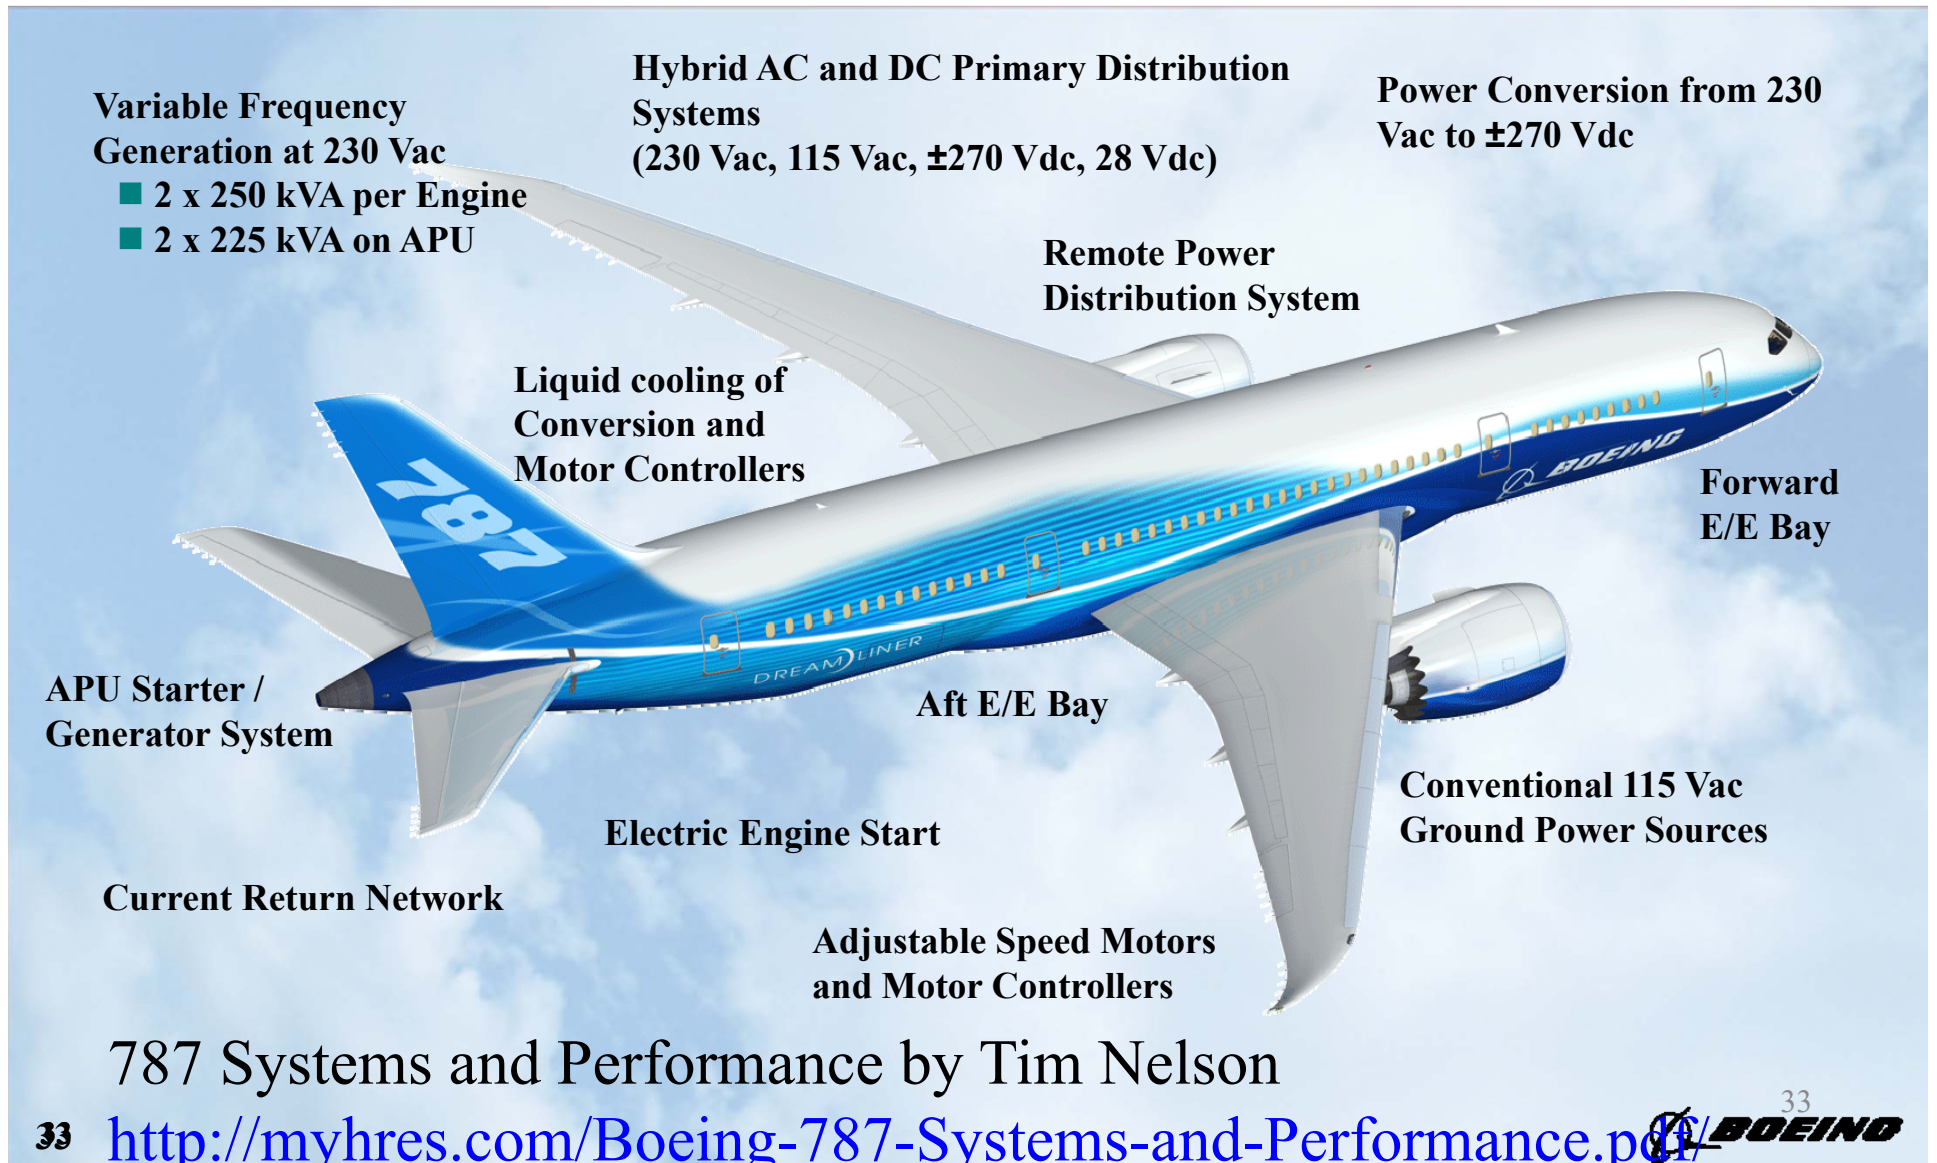 Variable Frequency
Generation at 230 Vac
2 x 250 kVA per Engine
2 x 225 kVA on APU
Hybrid AC and DC Primary Distribution
Systems
(230 Vac, 115 Vac, ±270 Vdc, 28 Vdc)
Power Conversion from 230
Vac to ±270 Vdc
Remote Power
Distribution System
Liquid cooling of
Conversion and
Motor Controllers
787
BOEING
Forward
E/E Bay
DREAMLINER
APU Starter /
Generator System
Aft E/E Bay
Conventional 115 Vac
Ground Power Sources
Electric Engine Start
Current Return Network
Adjustable Speed Motors
and Motor Controllers
787 Systems and Performance by Tim Nelson
33
33 http://myhres.com/Boeing-787-Systems-and-Performance.pdf/
BOEING